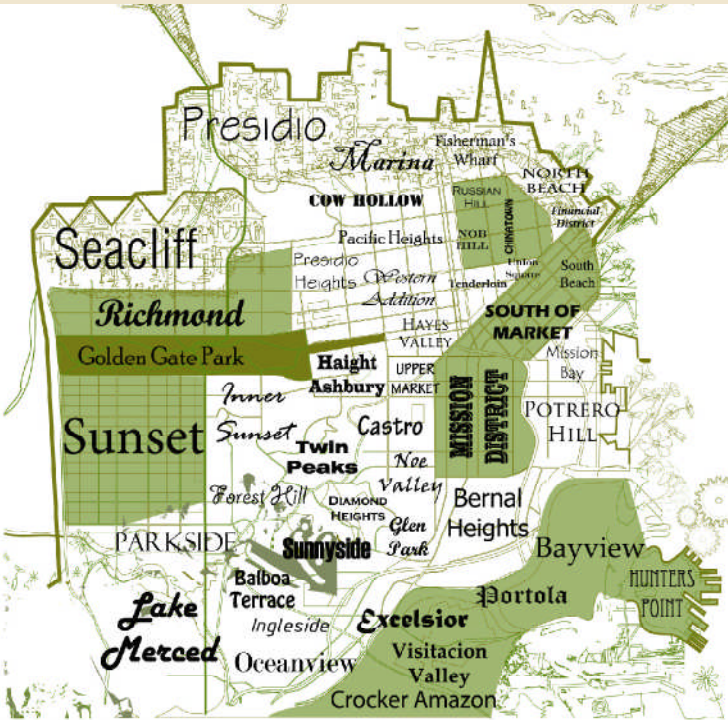 Presidio
Marina
Fisherman's
Wharf
NORTH
BEACH
COW HOLLOW
RUSSIAN
HILL
CHINATOWN
Financial
District
Seacliff
Pacific Heights
NOB
HILL
Presidio
Heights
Western
Addition
Union
Square
Tenderloin
South
Beach
Richmond
HAYES
VALLEY
SOUTH OF
MARKET
Golden Gate Park
Haight
Ashbury
UPPER
MARKET
Mission
Bay
Inner
Sunset
Sunset
Castro
MISSION
DISTRICT
POTRERO
HILL
Twin
Peaks
Noe
Valley
Forest Hill
DIAMOND
HEIGHTS
Bernal
Heights
Glen
Park
PARKSIDE
Sunnyside
Bayview
HUNTERS
POINT
Balboa
Terrace
Portola
Lake
Merced
Ingleside
Excelsior
Oceanview
Visitacion
Valley
Crocker Amazon